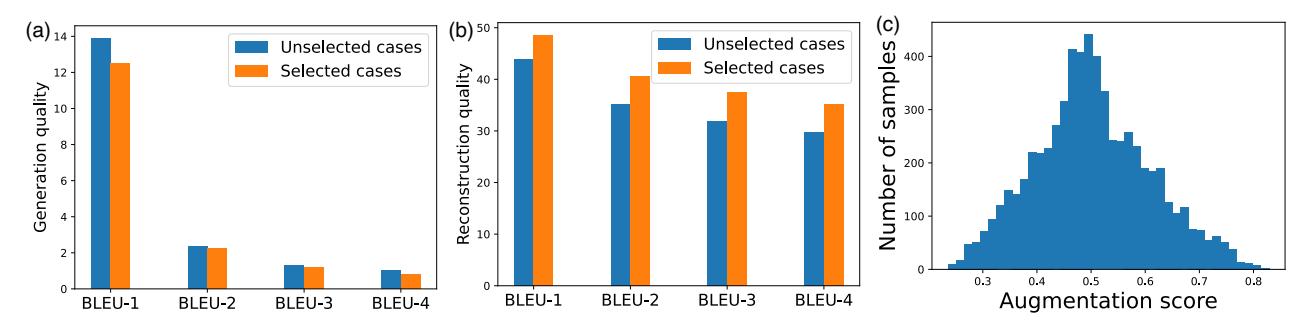 (a)
Generation quality
14
12
10
8
6
4
2
0
Unselected cases
Selected cases
BLEU-1 BLEU-2 BLEU-3 BLEU-4
(b)
Reconstruction quality
50
40
30
20
10
0
Unselected cases
Selected cases
BLEU-1 BLEU-2 BLEU-3 BLEU-4
(c)
Number of samples
400
300
200
100
0
0.3 0.4 0.5 0.6 0.7 0.8
Augmentation score